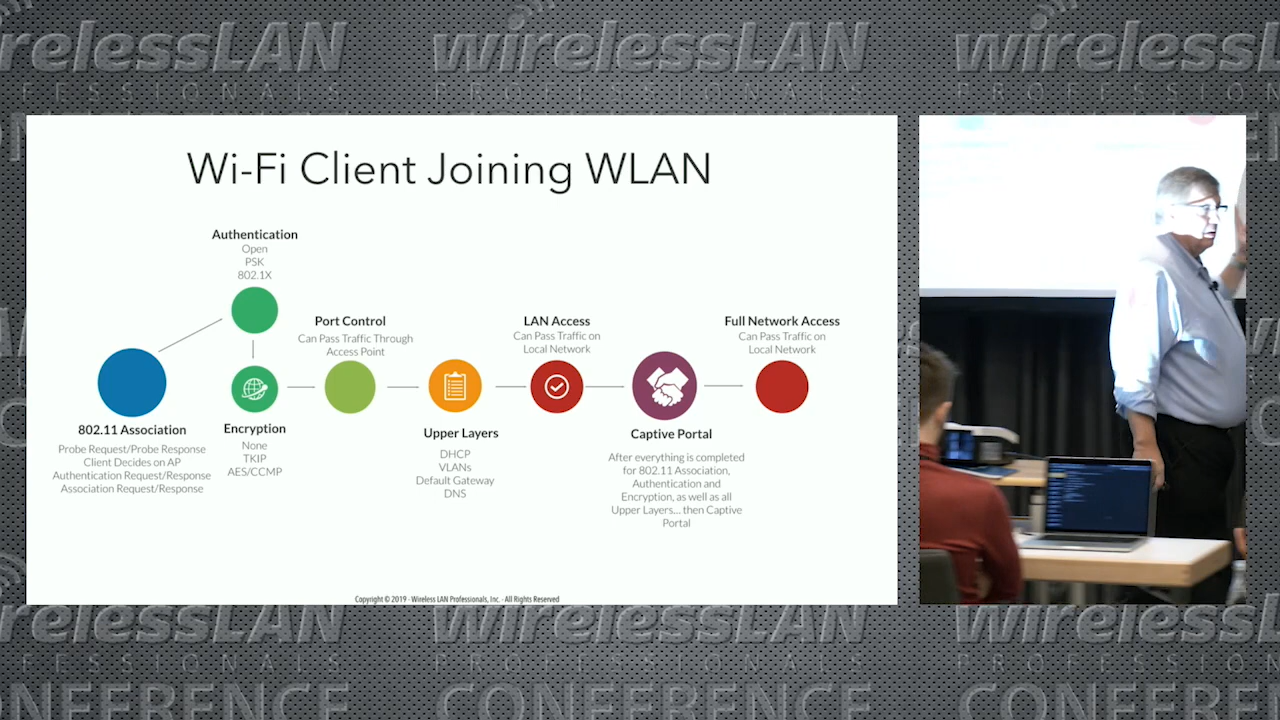 wirelessLAN
PROFESSIONALS
CONFERENCE
Wi-Fi Client Joining WLAN
Authentication
Open
PSK
802.1X
Port Control
Can Pass Traffic Through
Access Point
LAN Access
Can Pass Traffic on
Local Network
Full Network Access
Can Pass Traffic on
Local Network
802.11 Association
Probe Request/Probe Response
Client Decides on AP
Authentication Request/Response
Association Request/Response
Encryption
None
TKIP
AES/CCMP
Upper Layers
DHCP
VLANs
Default Gateway
DNS
Captive Portal
After everything is completed
for 802.11 Association,
Authentication and
Encryption, as well as all
Upper Layers... then Captive
Portal
Copyright © 2019 - Wireless LAN Professionals, Inc. - All Rights Reserved
wirelessLAN
PROFESSIONALS
CONFERENCE